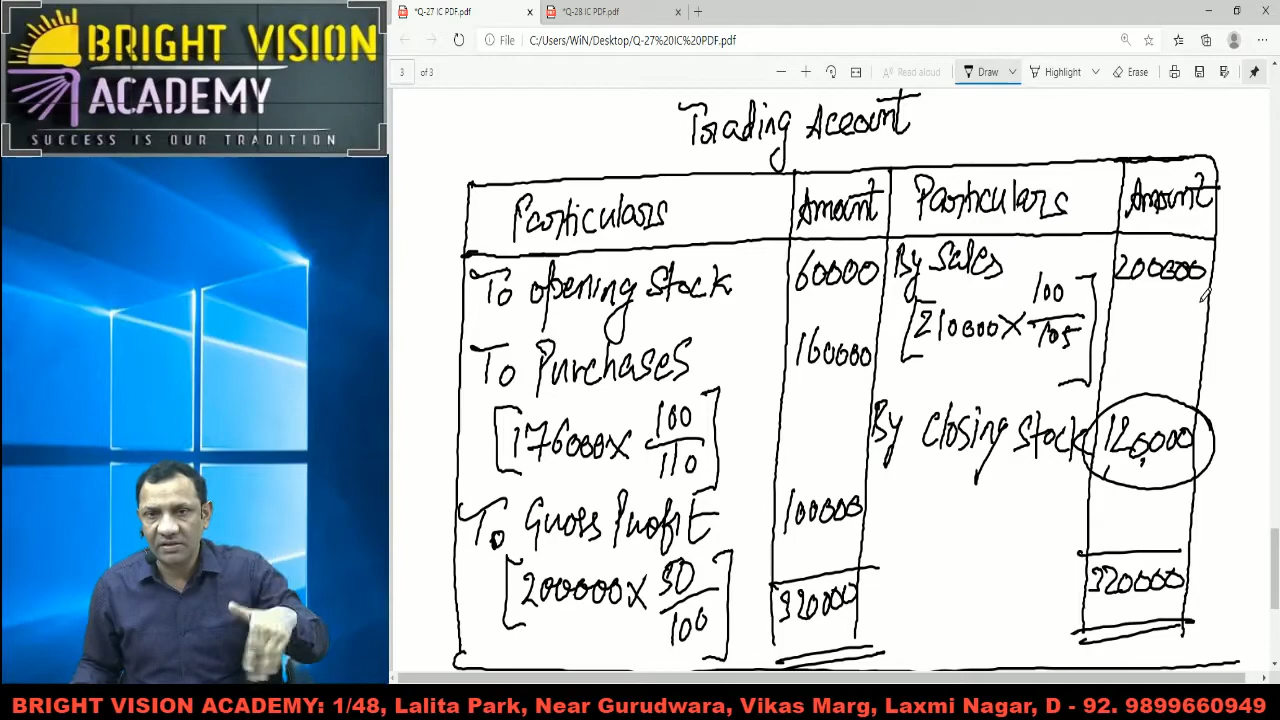 BRIGHT VISION
ACADEMY
SUCCESS IS OUR TRADITION
*Q-27 IC PDF.pdf
*Q-28 IC PDF.pdf
File
C:/Users/WiN/Desktop/Q-27%20IC%20PDF.pdf
3 of 3
Read aloud
Draw
Highlight
Erase
Trading Account
Particulars Amount Particulars Amount
To opening Stock 60000 By Sales 200000
[210000 X 100/105]
To Purchases 160000
[176000 X 100/110]
By Closing Stock 120,000
To Gross Profit 100000
[200000 X 50/100]
320000 320000
BRIGHT VISION ACADEMY: 1/48, Lalita Park, Near Gurudwara, Vikas Marg, Laxmi Nagar, D - 92. 9899660949